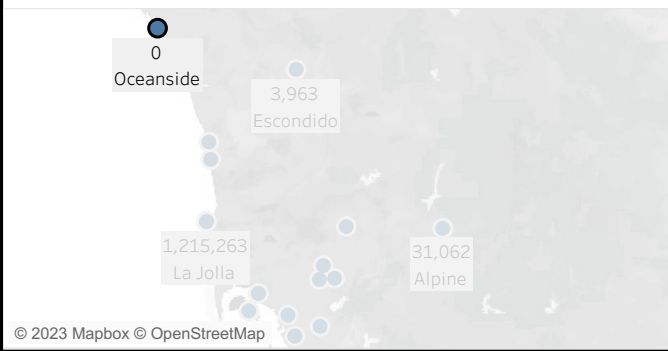 0
Oceanside
3,963
Escondido
1,215,263
La Jolla
31,062
Alpine
© 2023 Mapbox © OpenStreetMap